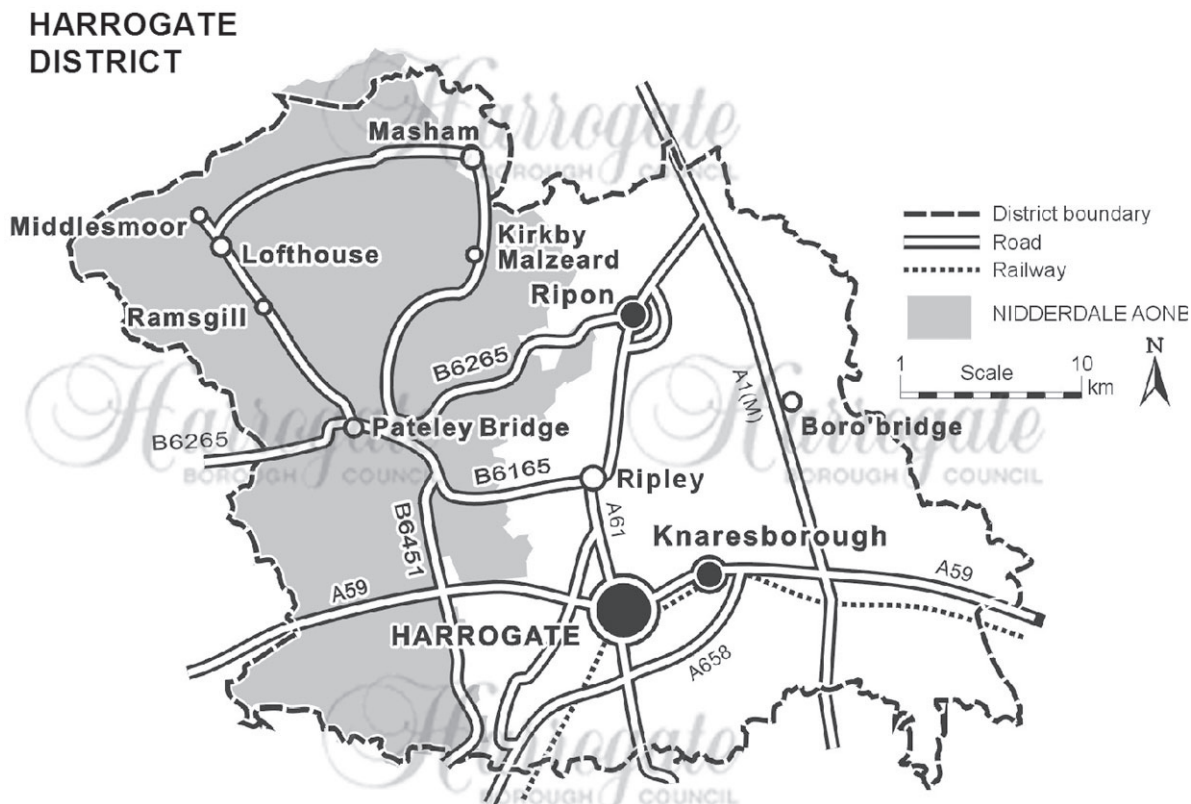 HARROGATE
DISTRICT
Harrogate
BOROUGH COUNCIL
Masham
Middlesmoor
Lofthouse
Kirkby
Malzeard
Ripon
Ramsgill
District boundary
Road
Railway
NIDDERDALE AONB
1 Scale 10
km
N
B6265
Harrogate
BOROUGH COUNCIL
Harrogate
BOROUGH COUNCIL
A1(M)
Boro'bridge
B6265
Pateley Bridge
B6165
Ripley
B6451
A61
Knaresborough
A59
A59
HARROGATE
A658
Harrogate
BOROUGH COUNCIL